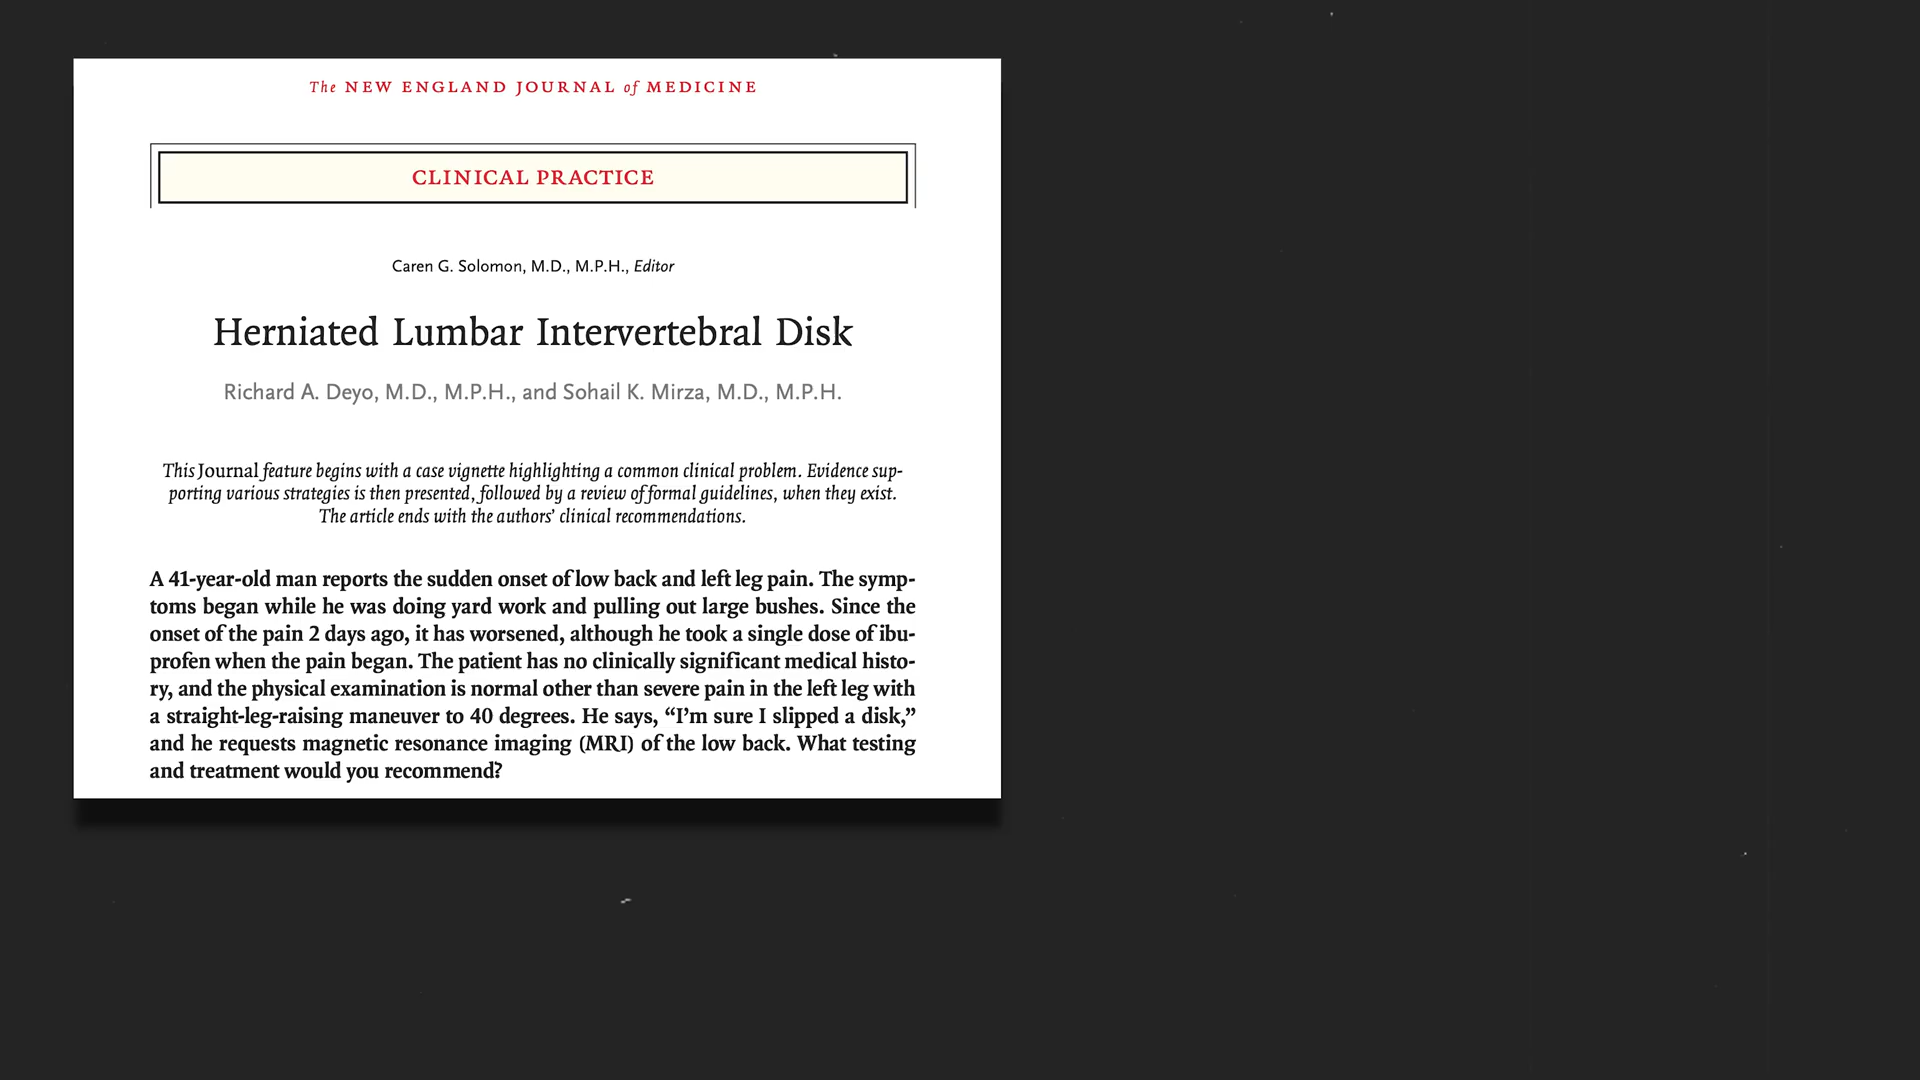 The NEW ENGLAND JOURNAL of MEDICINE
CLINICAL PRACTICE
Caren G. Solomon, M.D., M.P.H., Editor
Herniated Lumbar Intervertebral Disk
Richard A. Deyo, M.D., M.P.H., and Sohail K. Mirza, M.D., M.P.H.
This Journal feature begins with a case vignette highlighting a common clinical problem. Evidence sup-
porting various strategies is then presented, followed by a review of formal guidelines, when they exist.
The article ends with the authors’ clinical recommendations.
A 41-year-old man reports the sudden onset of low back and left leg pain. The symp-
toms began while he was doing yard work and pulling out large bushes. Since the
onset of the pain 2 days ago, it has worsened, although he took a single dose of ibu-
profen when the pain began. The patient has no clinically significant medical histo-
ry, and the physical examination is normal other than severe pain in the left leg with
a straight-leg-raising maneuver to 40 degrees. He says, “I’m sure I slipped a disk,”
and he requests magnetic resonance imaging (MRI) of the low back. What testing
and treatment would you recommend?